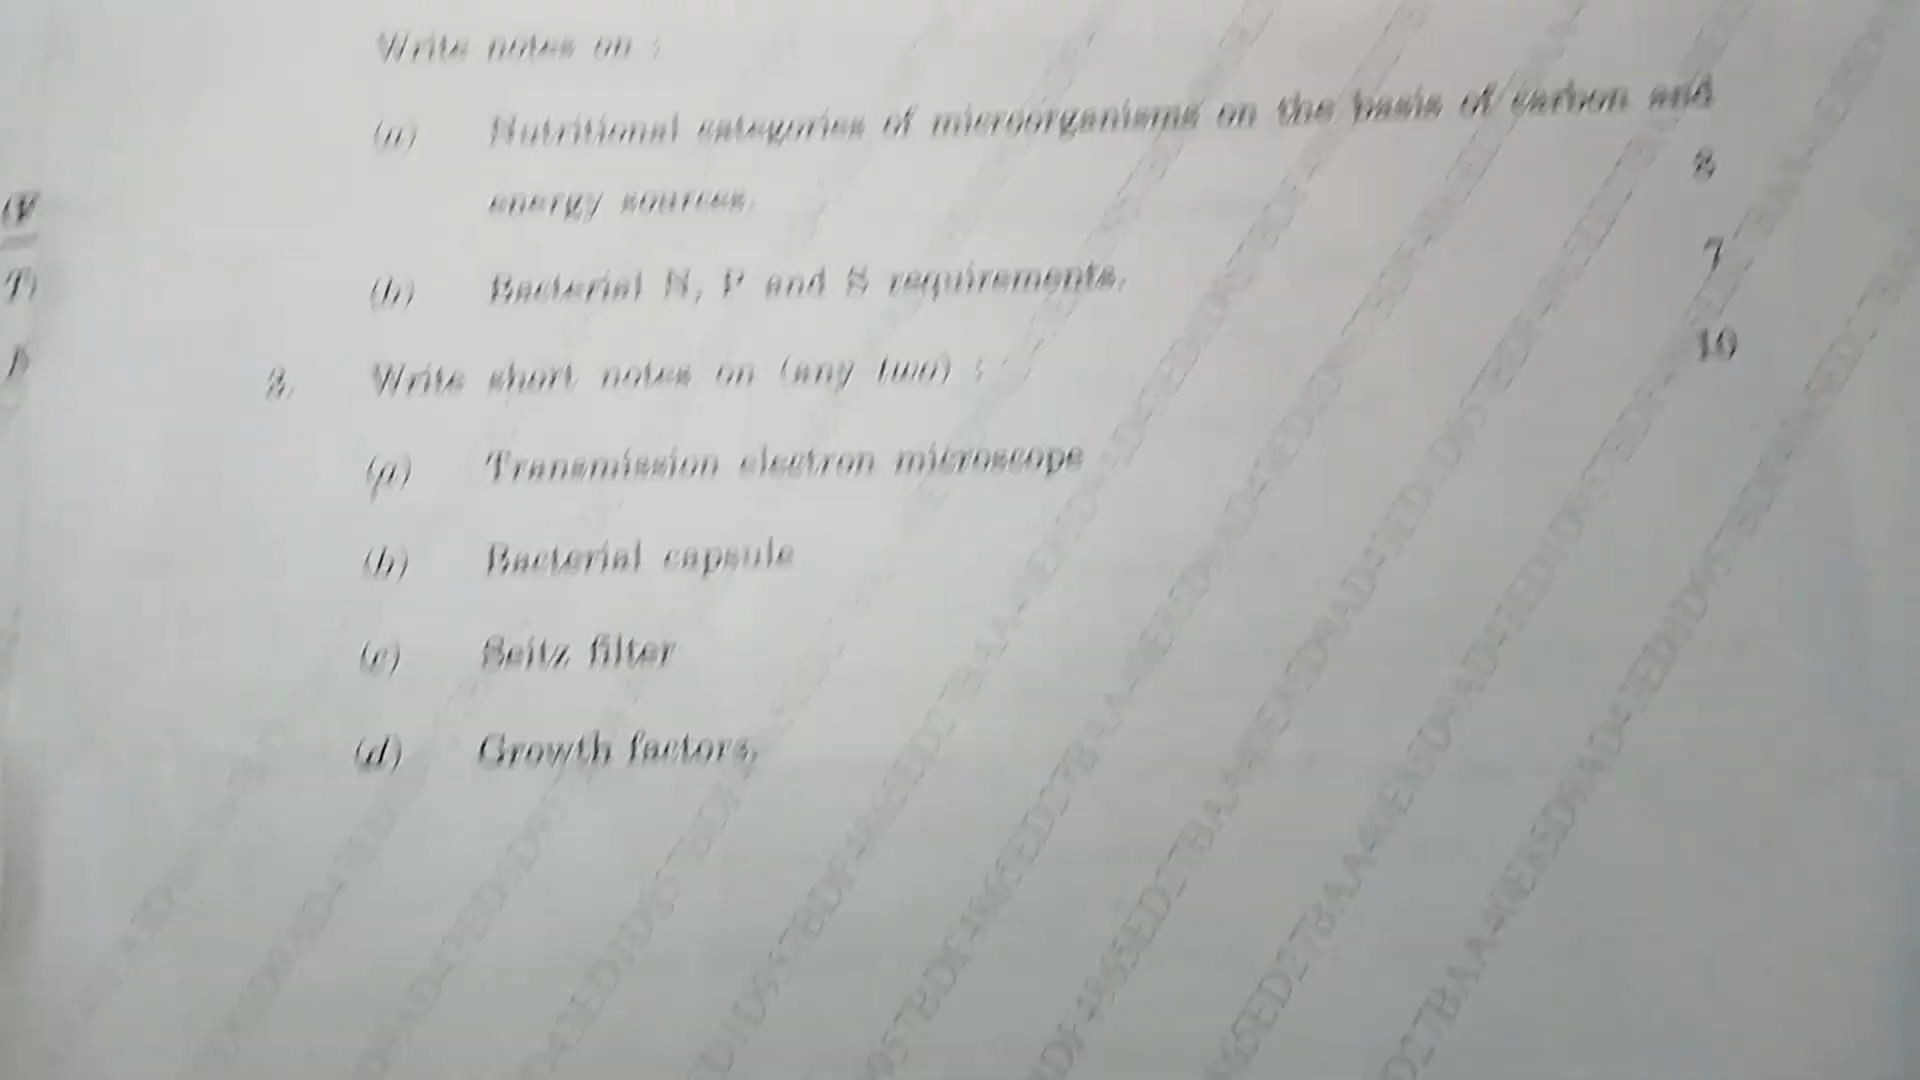 Write notes on :
(a) Nutritional categories of microorganisms on the basis of carbon and
energy sources. 8
(b) Bacterial N, P and S requirements. 7
3. Write short notes on (any two) : 10
(a) Transmission electron microscope
(b) Bacterial capsule
(c) Seitz filter
(d) Growth factors.